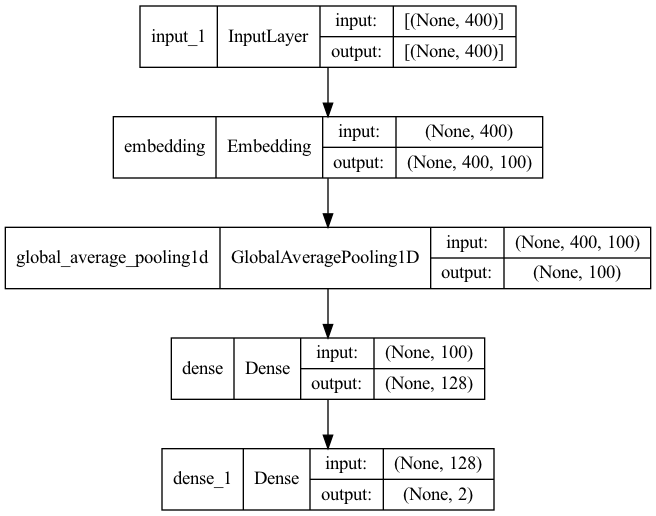 input_1 InputLayer input: [(None, 400)]
output: [(None, 400)]
embedding Embedding input: (None, 400)
output: (None, 400, 100)
global_average_pooling1d GlobalAveragePooling1D input: (None, 400, 100)
output: (None, 100)
dense Dense input: (None, 100)
output: (None, 128)
dense_1 Dense input: (None, 128)
output: (None, 2)